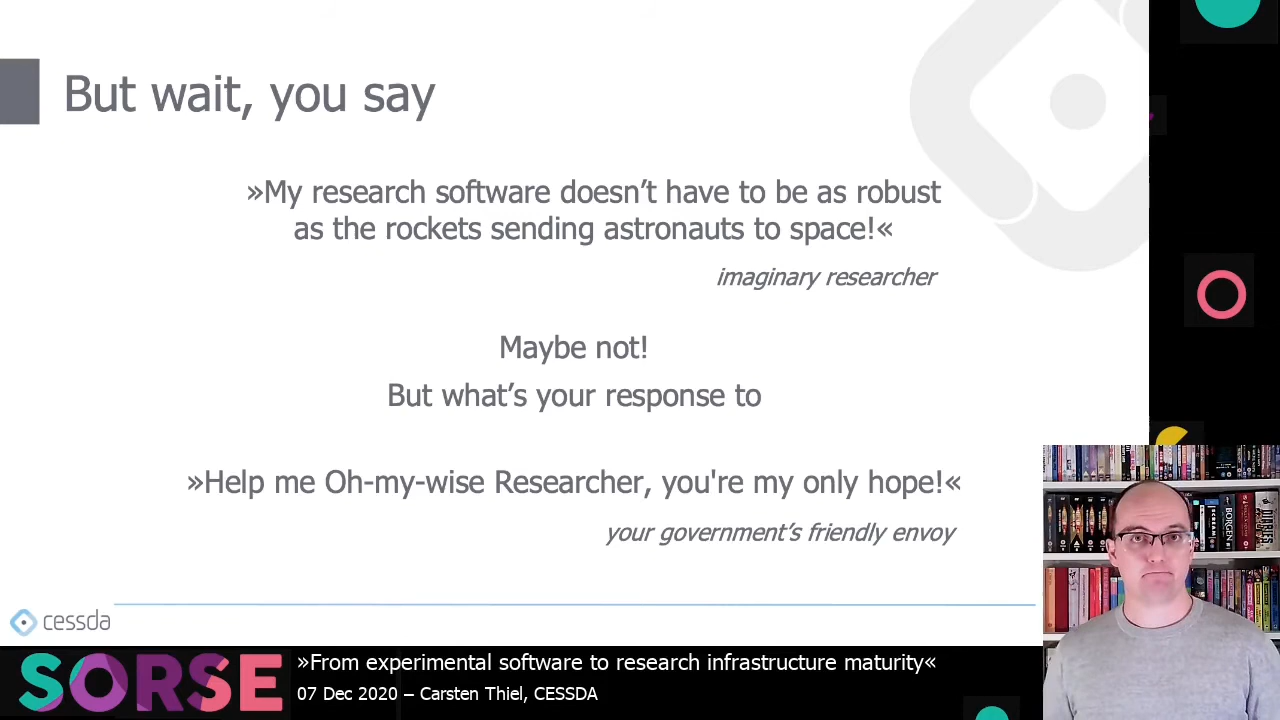 But wait, you say
»My research software doesn’t have to be as robust
as the rockets sending astronauts to space!«
imaginary researcher
Maybe not!
But what’s your response to
»Help me Oh-my-wise Researcher, you're my only hope!«
your government’s friendly envoy
cessda
SORSE
»From experimental software to research infrastructure maturity«
07 Dec 2020 – Carsten Thiel, CESSDA
BORGEN